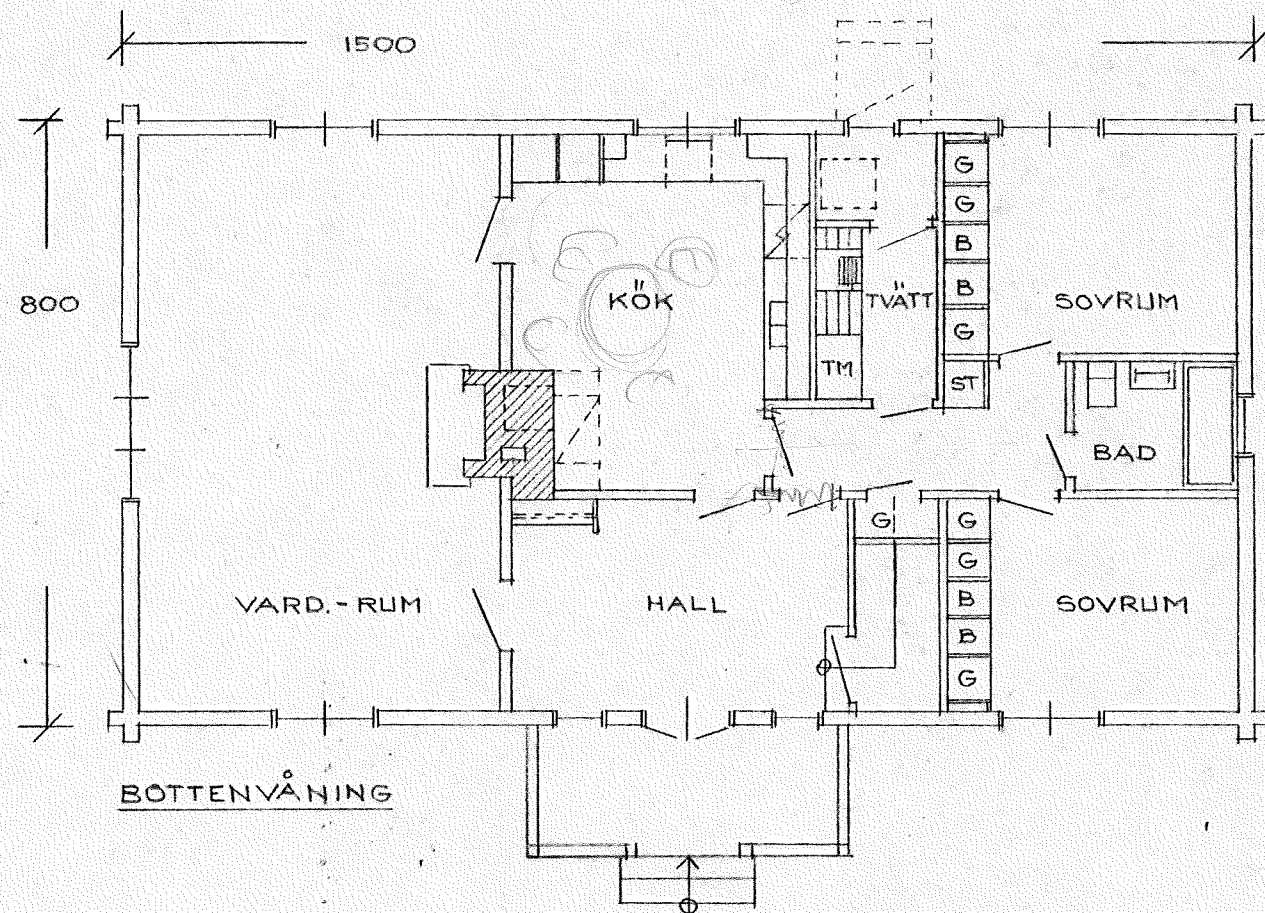 1500
800
G
G
B
B
G
ST
KÖK
TVÄTT
TM
SOVRUM
BAD
VARD.-RUM
HALL
G
G
G
B
B
G
SOVRUM
BOTTENVÅNING